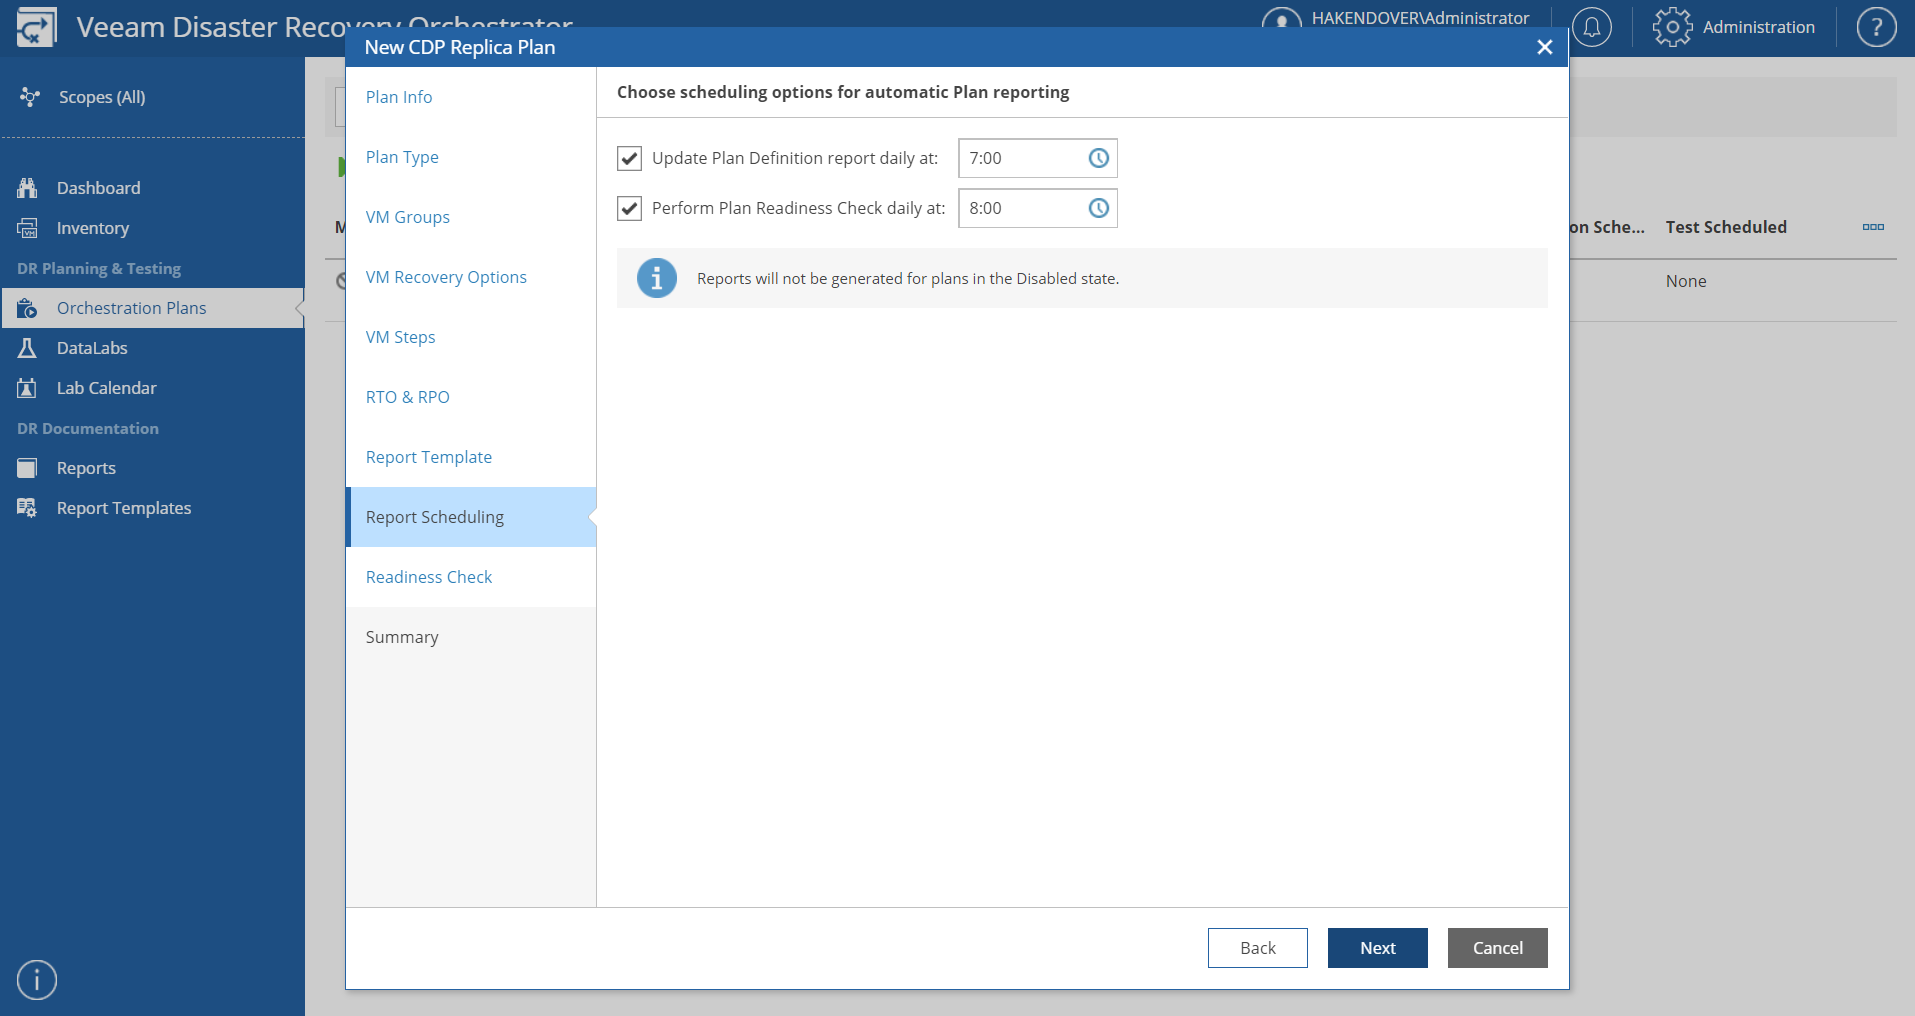 Veeam Disaster Recovery Orchestrator
HAKENDOVER\Administrator
Administration
?
Scopes (All)
Dashboard
Inventory
DR Planning & Testing
Orchestration Plans
DataLabs
Lab Calendar
DR Documentation
Reports
Report Templates
New CDP Replica Plan
Plan Info
Plan Type
VM Groups
VM Recovery Options
VM Steps
RTO & RPO
Report Template
Report Scheduling
Readiness Check
Summary
Choose scheduling options for automatic Plan reporting
Update Plan Definition report daily at: 7:00
Perform Plan Readiness Check daily at: 8:00
Reports will not be generated for plans in the Disabled state.
on Sche... Test Scheduled
None
Back Next Cancel